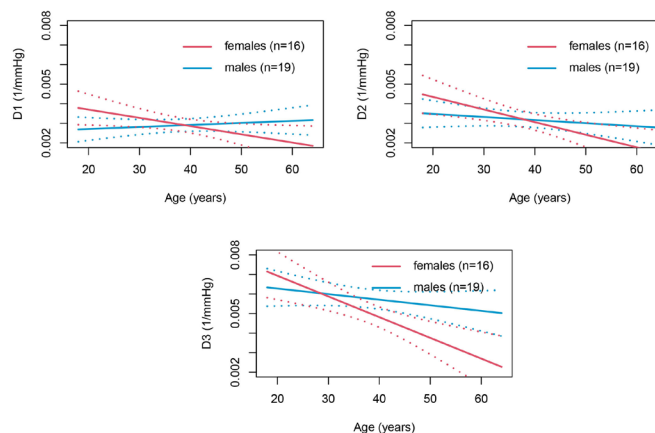 0.008
0.005
0.002
D1 (1/mmHg)
females (n=16)
males (n=19)
20 30 40 50 60
Age (years)
0.008
0.005
0.002
D2 (1/mmHg)
females (n=16)
males (n=19)
20 30 40 50 60
Age (years)
0.008
0.005
0.002
D3 (1/mmHg)
females (n=16)
males (n=19)
20 30 40 50 60
Age (years)